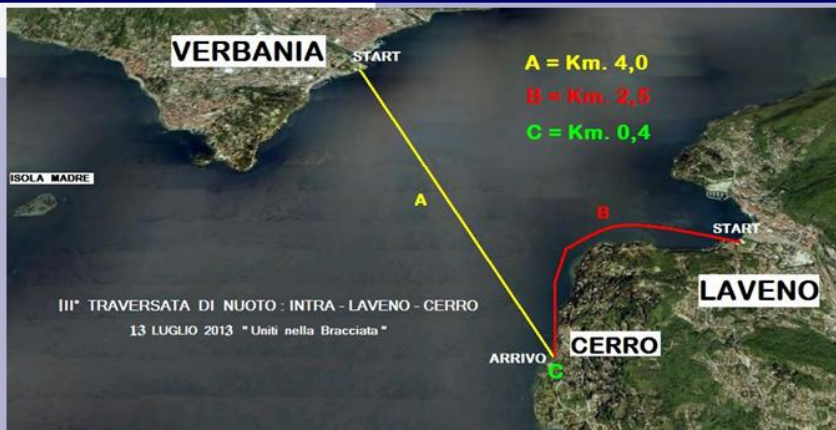 VERBANIA
START
A = Km. 4,0
B = Km. 2,5
C = Km. 0,4
ISOLA MADRE
A
B
START
LAVENO
III° TRAVERSATA DI NUOTO : INTRA - LAVENO - CERRO
13 LUGLIO 2013 " Uniti nella Bracciata "
ARRIVO
CERRO
C